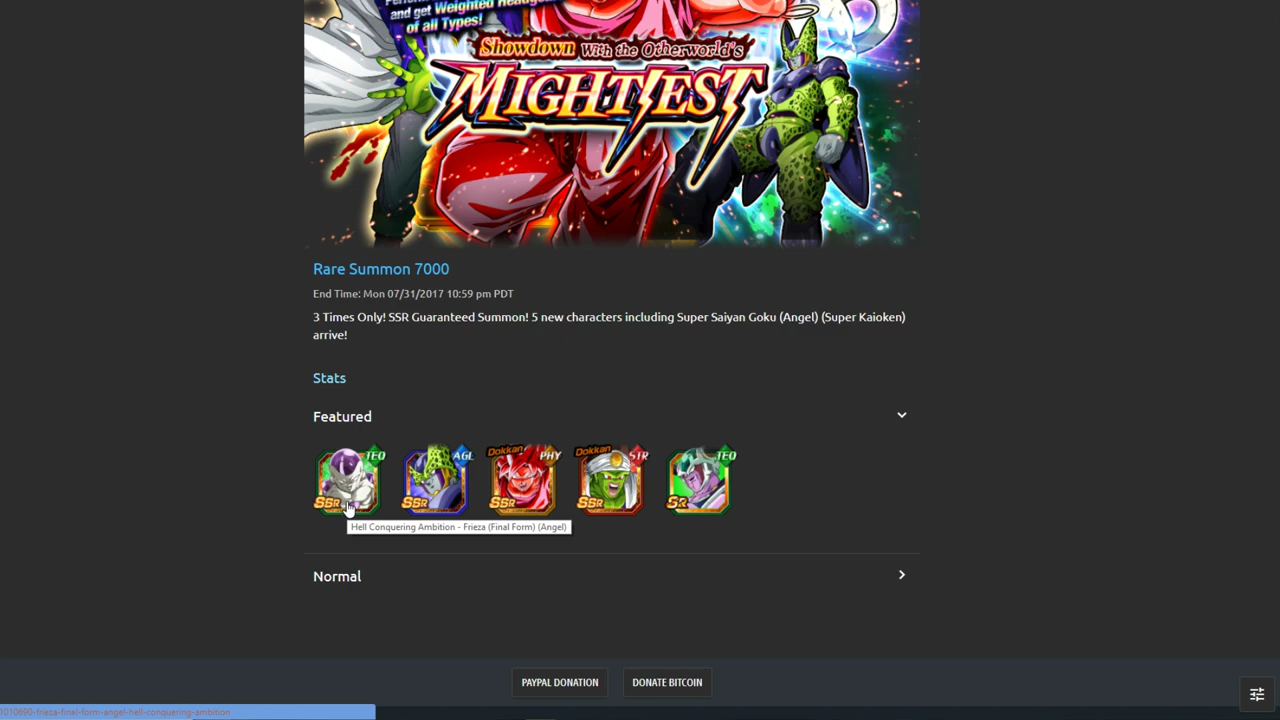 and get Weighted Headgear
of all Types!
Showdown With the Otherworld's
MIGHTIEST
Rare Summon 7000
End Time: Mon 07/31/2017 10:59 pm PDT
3 Times Only! SSR Guaranteed Summon! 5 new characters including Super Saiyan Goku (Angel) (Super Kaioken)
arrive!
Stats
Featured
TEQ AGL Dokkan PHY Dokkan STR TEQ
SSR SSR SSR SSR SR
Hell Conquering Ambition - Frieza (Final Form) (Angel)
Normal
PAYPAL DONATION DONATE BITCOIN
1010690-frieza-final-form-angel-hell-conquering-ambition